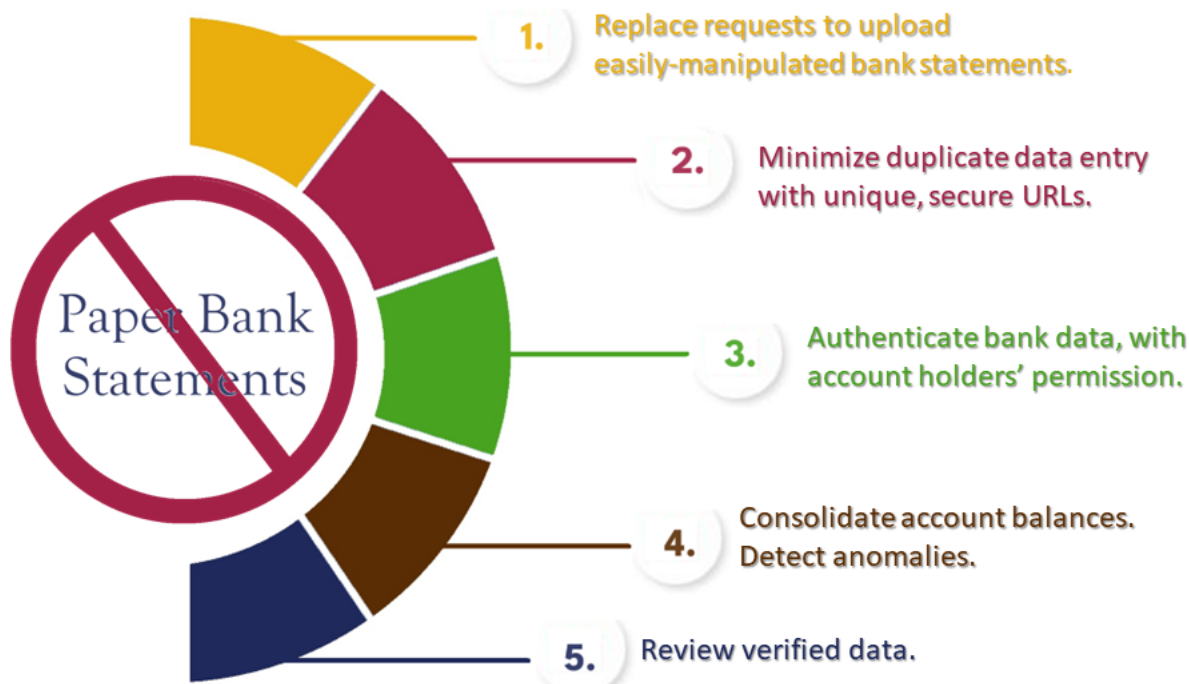 1.
Replace requests to upload
easily-manipulated bank statements.
2.
Minimize duplicate data entry
with unique, secure URLs.
Paper Bank
Statements
3.
Authenticate bank data, with
account holders’ permission.
4.
Consolidate account balances.
Detect anomalies.
5.
Review verified data.